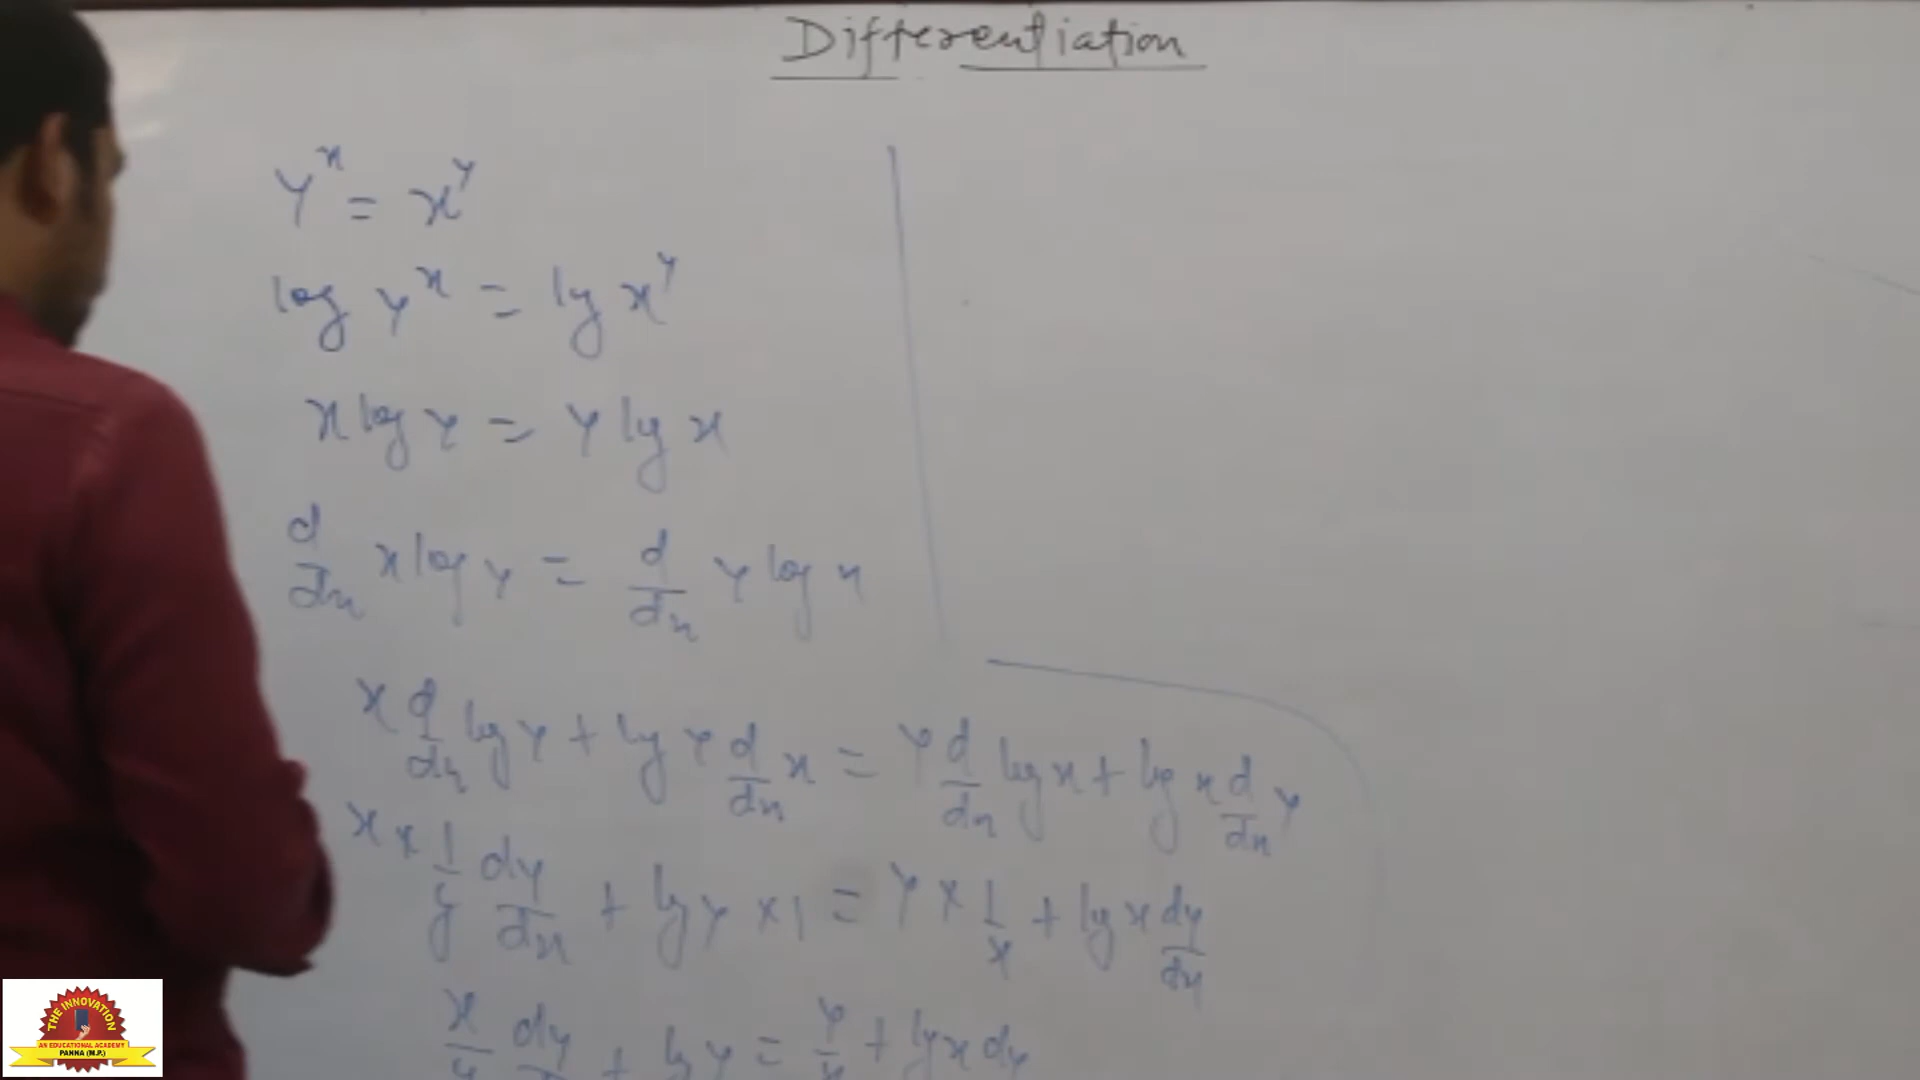 Differentiation
y^x = x^y
log y^x = log x^y
x log y = y log x
d/dx x log y = d/dx y log x
x d/dx log y + log y d/dx x = y d/dx log x + log x d/dx y
x × 1/y dy/dx + log y × 1 = y × 1/x + log x dy/dx
x/y dy/dx + log y = y/x + log x dy
THE INNOVATION
AN EDUCATIONAL ACADEMY
PANNA (M.P.)